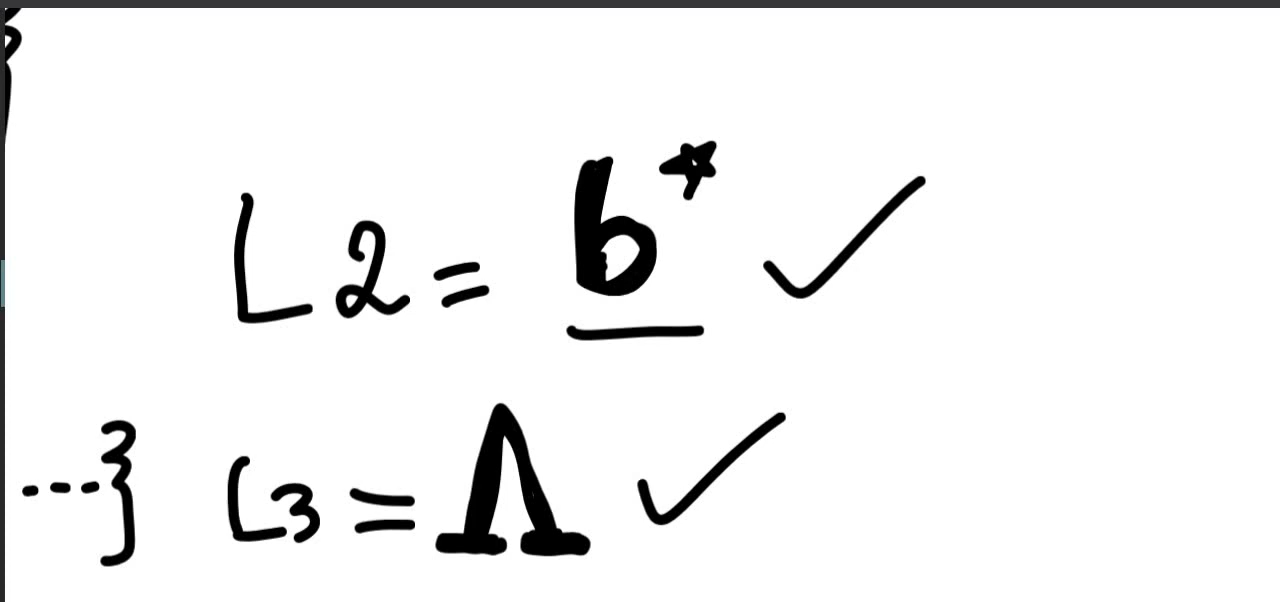 L2 = b* ✓
---} L3 = Λ ✓